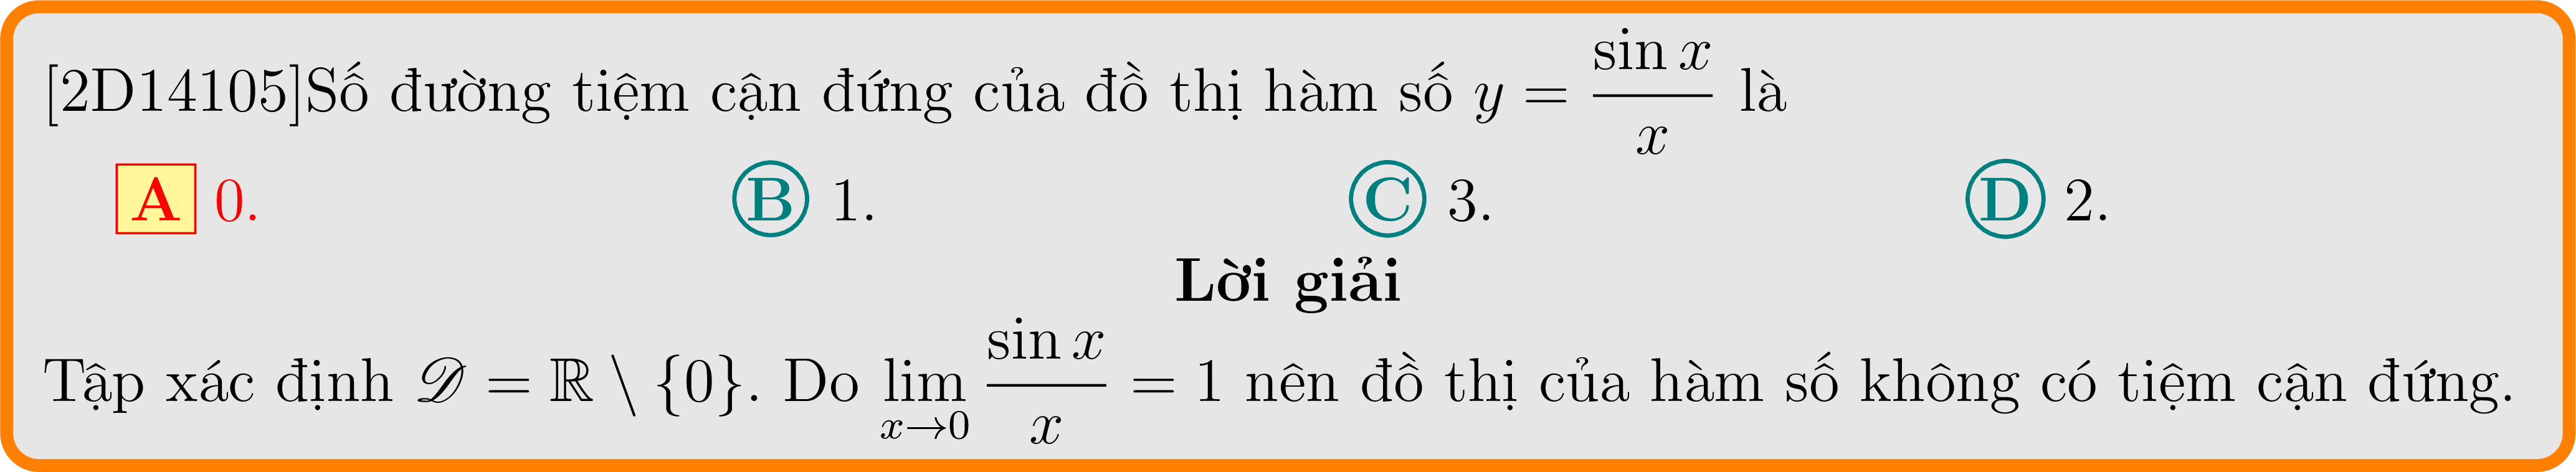 [2D14105]Số đường tiệm cận đứng của đồ thị hàm số $y = \dfrac{\sin x}{x}$ là
A 0. B 1. C 3. D 2.
Lời giải
Tập xác định $\mathscr{D} = \mathbb{R} \setminus \{0\}$. Do $\lim\limits_{x \to 0} \dfrac{\sin x}{x} = 1$ nên đồ thị của hàm số không có tiệm cận đứng.